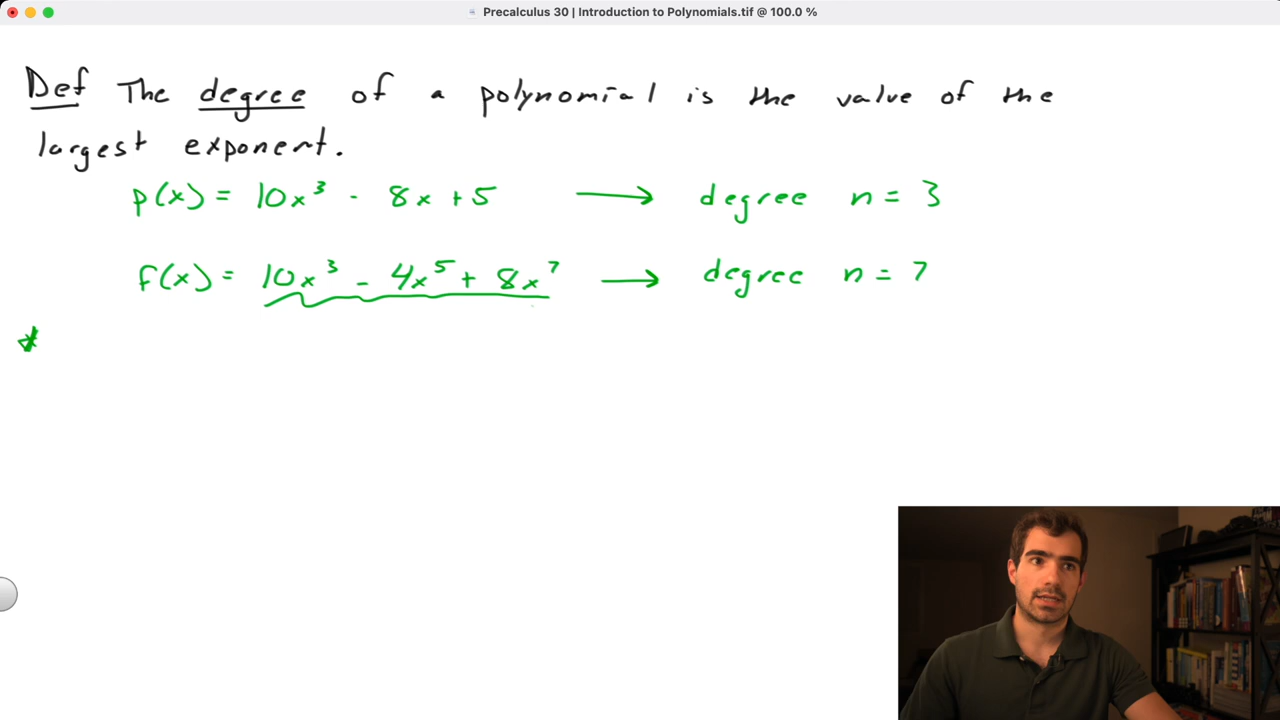 Precalculus 30 | Introduction to Polynomials.tif @ 100.0 %
Def The degree of a polynomial is the value of the
largest exponent.
p(x) = 10x³ - 8x + 5 → degree n = 3
f(x) = 10x³ - 4x⁵ + 8x⁷ → degree n = 7
*